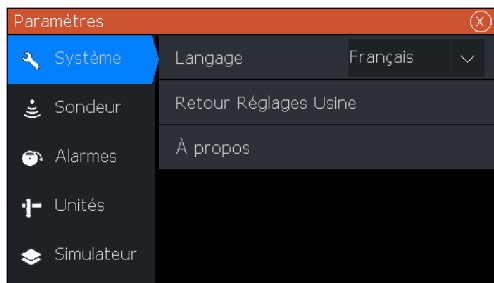 Paramètres
Système
Langage Français
Sondeur
Retour Réglages Usine
Alarmes
À propos
Unités
Simulateur